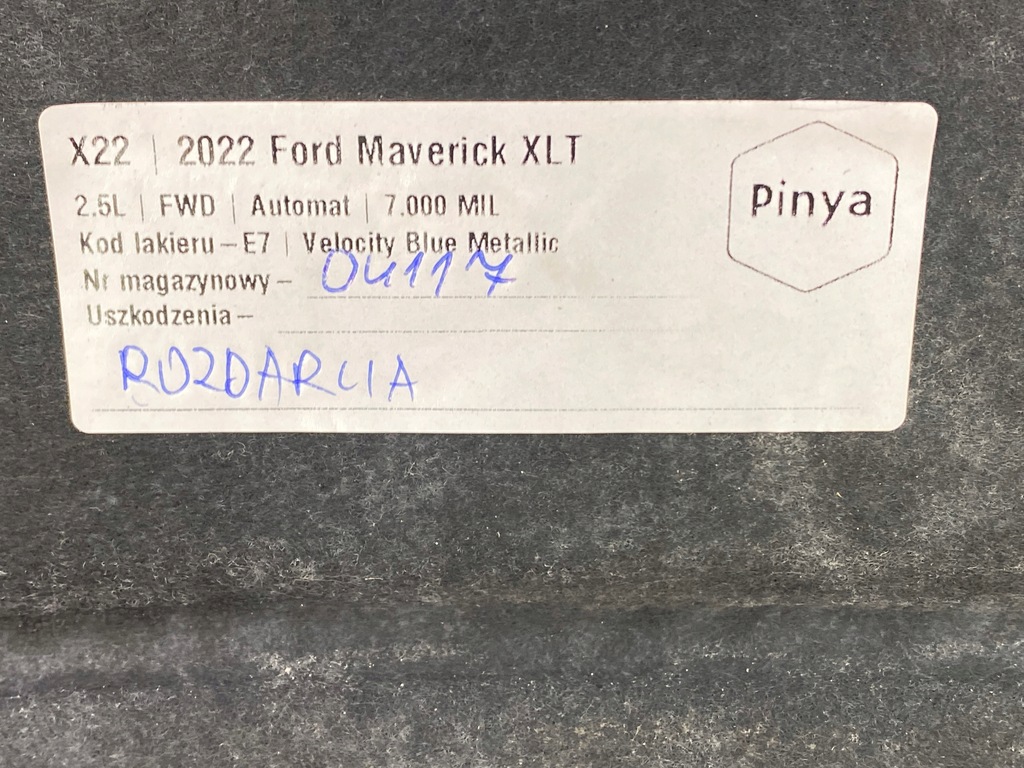 X22 | 2022 Ford Maverick XLT
Pinya
2.5L | FWD | Automat | 7.000 MIL
Kod lakieru – E7 | Velocity Blue Metallic
Nr magazynowy – 04117
Uszkodzenia –
ROZDARCIA